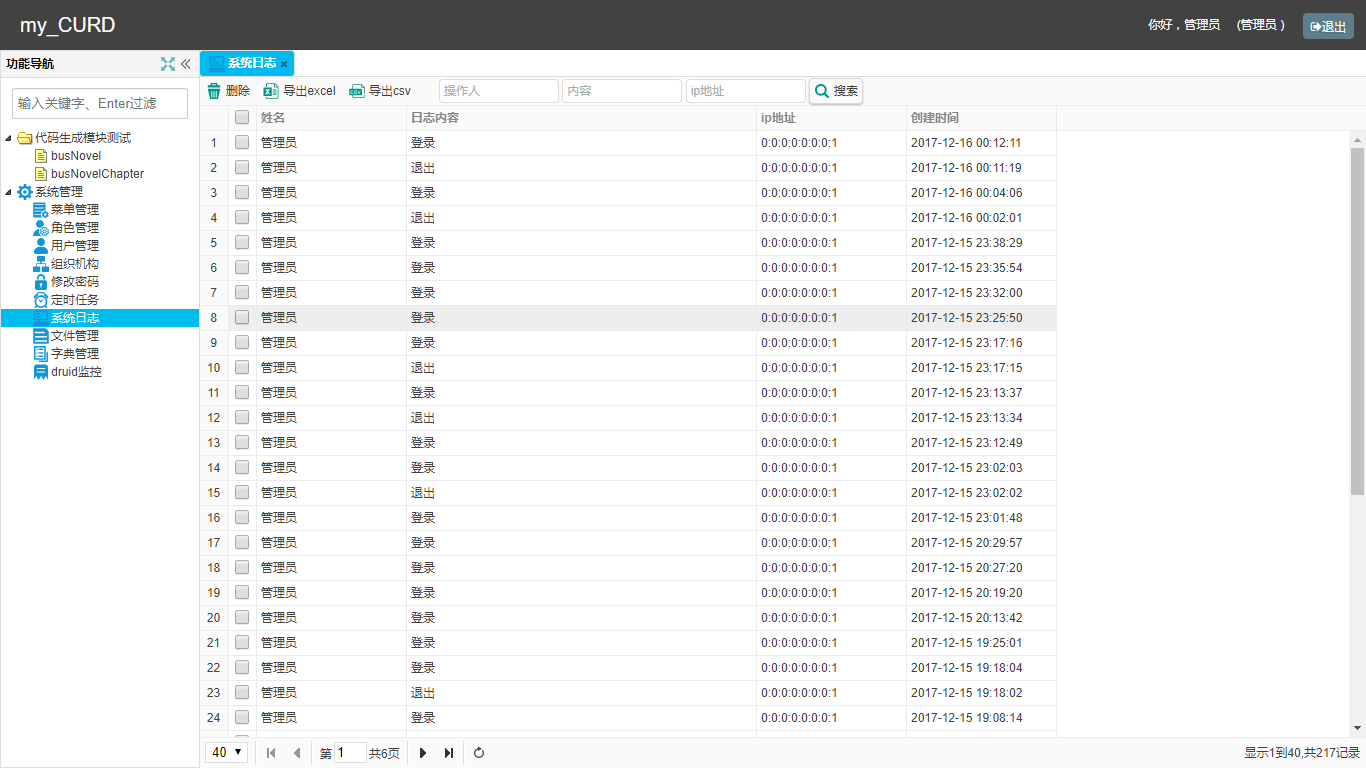 my_CURD
你好，管理员 (管理员 )
退出
功能导航
系统日志
删除 导出excel 导出csv 操作人 内容 ip地址 搜索
输入关键字、Enter过滤
代码生成模块测试
busNovel
busNovelChapter
系统管理
菜单管理
角色管理
用户管理
组织机构
修改密码
定时任务
系统日志
文件管理
字典管理
druid监控
姓名 日志内容 ip地址 创建时间
1 管理员 登录 0:0:0:0:0:0:0:1 2017-12-16 00:12:11
2 管理员 退出 0:0:0:0:0:0:0:1 2017-12-16 00:11:19
3 管理员 登录 0:0:0:0:0:0:0:1 2017-12-16 00:04:06
4 管理员 退出 0:0:0:0:0:0:0:1 2017-12-16 00:02:01
5 管理员 登录 0:0:0:0:0:0:0:1 2017-12-15 23:38:29
6 管理员 登录 0:0:0:0:0:0:0:1 2017-12-15 23:35:54
7 管理员 登录 0:0:0:0:0:0:0:1 2017-12-15 23:32:00
8 管理员 登录 0:0:0:0:0:0:0:1 2017-12-15 23:25:50
9 管理员 登录 0:0:0:0:0:0:0:1 2017-12-15 23:17:16
10 管理员 退出 0:0:0:0:0:0:0:1 2017-12-15 23:17:15
11 管理员 登录 0:0:0:0:0:0:0:1 2017-12-15 23:13:37
12 管理员 退出 0:0:0:0:0:0:0:1 2017-12-15 23:13:34
13 管理员 登录 0:0:0:0:0:0:0:1 2017-12-15 23:12:49
14 管理员 登录 0:0:0:0:0:0:0:1 2017-12-15 23:02:03
15 管理员 退出 0:0:0:0:0:0:0:1 2017-12-15 23:02:02
16 管理员 登录 0:0:0:0:0:0:0:1 2017-12-15 23:01:48
17 管理员 登录 0:0:0:0:0:0:0:1 2017-12-15 20:29:57
18 管理员 登录 0:0:0:0:0:0:0:1 2017-12-15 20:27:20
19 管理员 登录 0:0:0:0:0:0:0:1 2017-12-15 20:19:20
20 管理员 登录 0:0:0:0:0:0:0:1 2017-12-15 20:13:42
21 管理员 登录 0:0:0:0:0:0:0:1 2017-12-15 19:25:01
22 管理员 登录 0:0:0:0:0:0:0:1 2017-12-15 19:18:04
23 管理员 退出 0:0:0:0:0:0:0:1 2017-12-15 19:18:02
24 管理员 登录 0:0:0:0:0:0:0:1 2017-12-15 19:08:14
40 第 1 共6页 显示1到40,共217记录